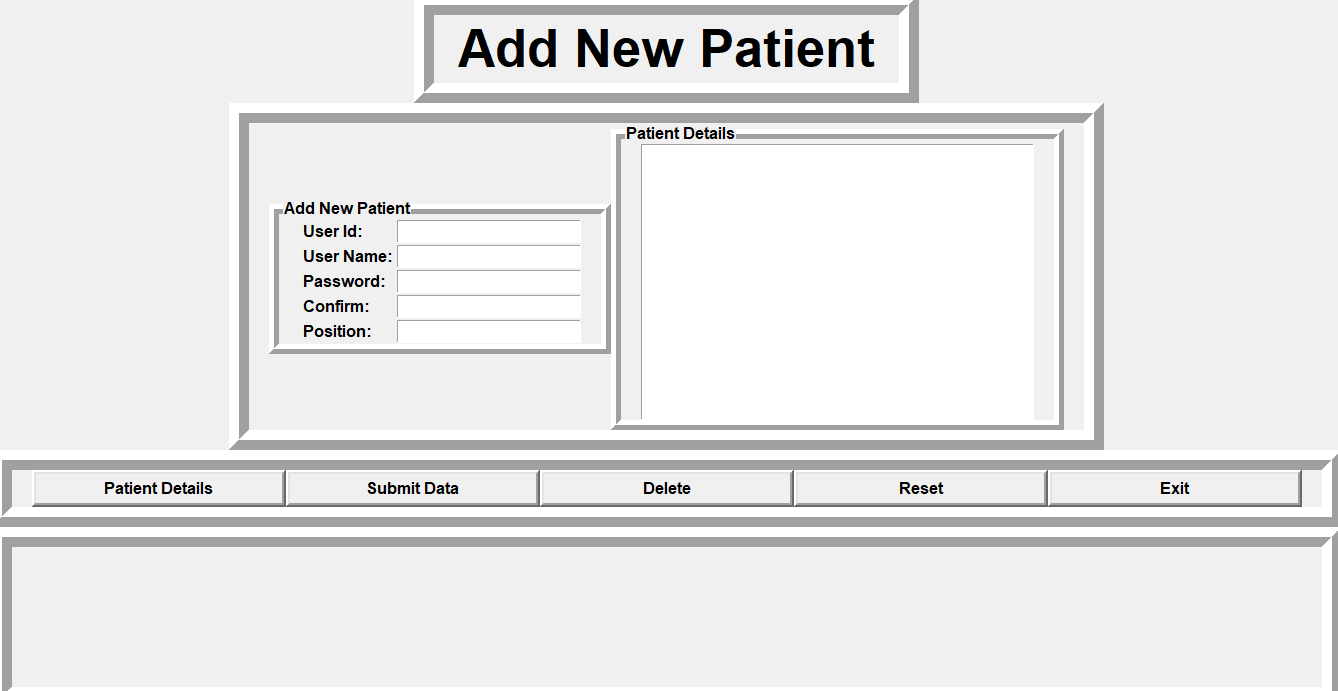 Add New Patient
Patient Details
Add New Patient
User Id:
User Name:
Password:
Confirm:
Position:
Patient Details
Submit Data
Delete
Reset
Exit